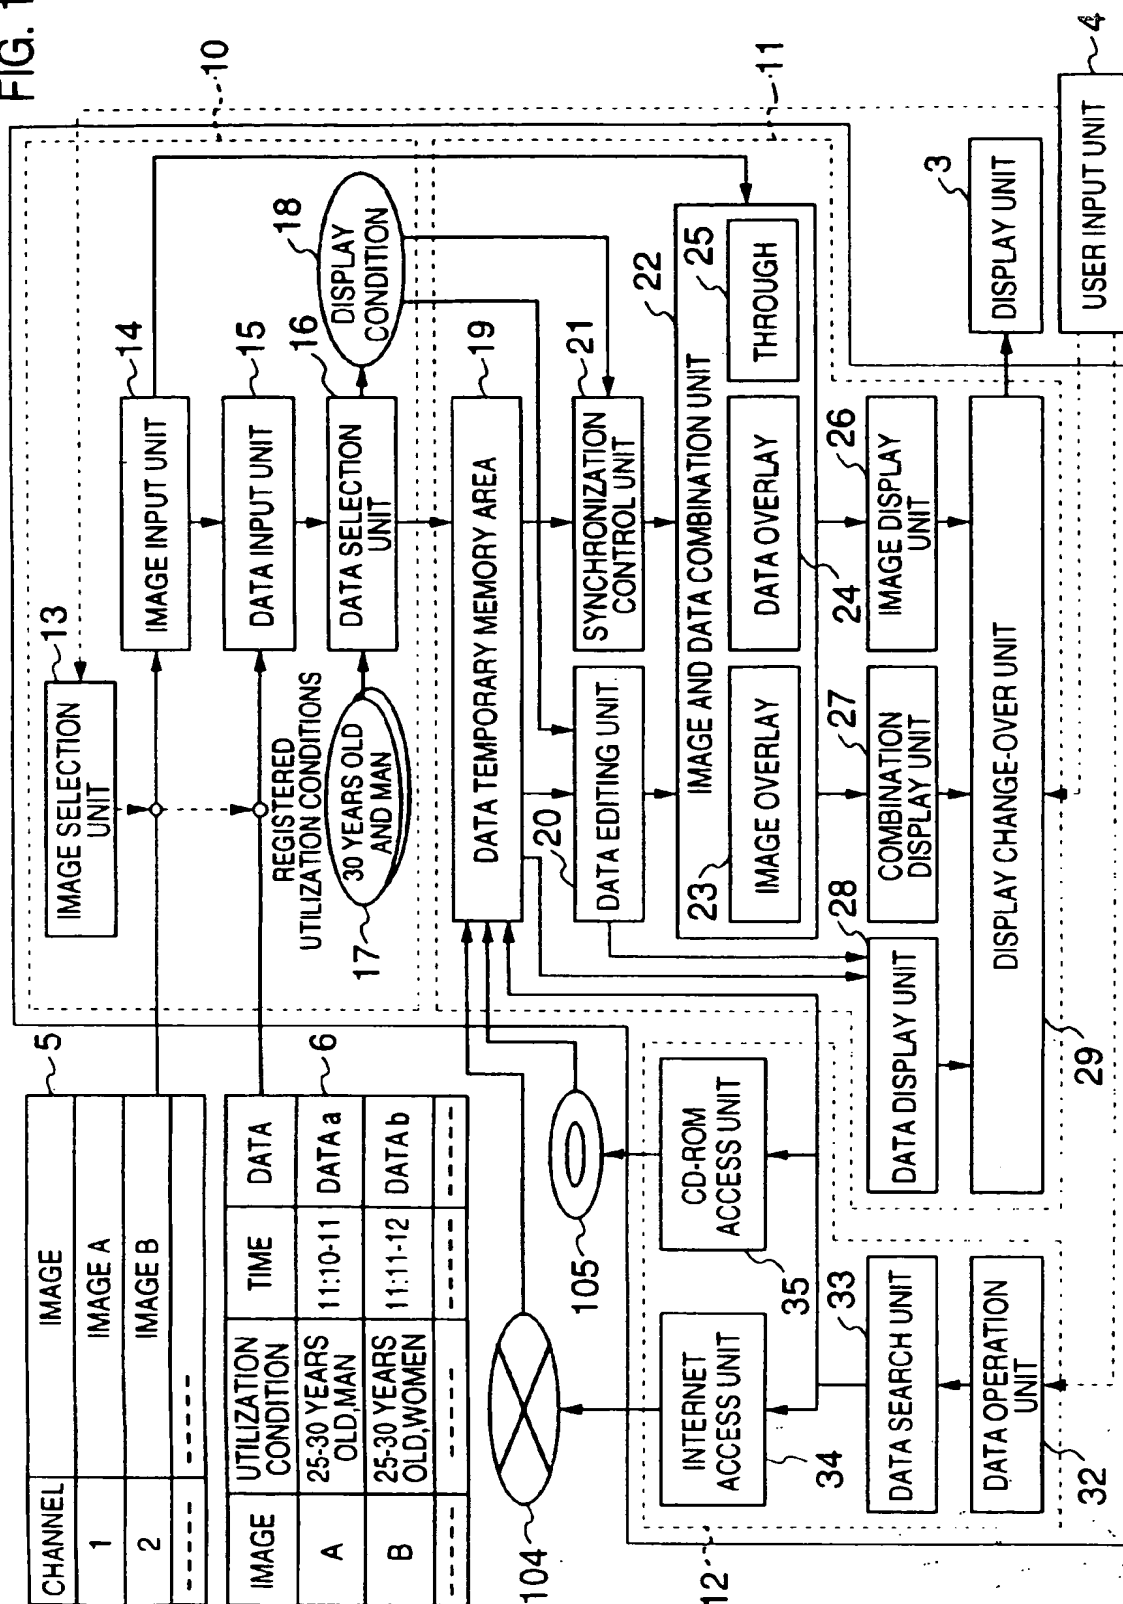 FIG. 1
CHANNEL IMAGE
1 IMAGE A
2 IMAGE B
5
IMAGE UTILIZATION CONDITION TIME DATA
A 25-30 YEARS OLD,MAN 11:10-11 DATA a
B 25-30 YEARS OLD,WOMEN 11:11-12 DATA b
6
10
13
IMAGE SELECTION
UNIT
14
IMAGE INPUT UNIT
15
DATA INPUT UNIT
REGISTERED
UTILIZATION CONDITIONS
17
30 YEARS OLD
AND MAN
16
DATA SELECTION
UNIT
18
DISPLAY
CONDITION
11
19
DATA TEMPORARY MEMORY AREA
20
DATA EDITING UNIT
21
SYNCHRONIZATION
CONTROL UNIT
22
IMAGE AND DATA COMBINATION UNIT
23
IMAGE OVERLAY
24
DATA OVERLAY
25
THROUGH
104
105
12
34
INTERNET
ACCESS UNIT
35
CD-ROM
ACCESS UNIT
33
DATA SEARCH UNIT
32
DATA OPERATION
UNIT
28
DATA DISPLAY UNIT
27
COMBINATION
DISPLAY UNIT
26
IMAGE DISPLAY
UNIT
29
DISPLAY CHANGE-OVER UNIT
3
DISPLAY UNIT
4
USER INPUT UNIT